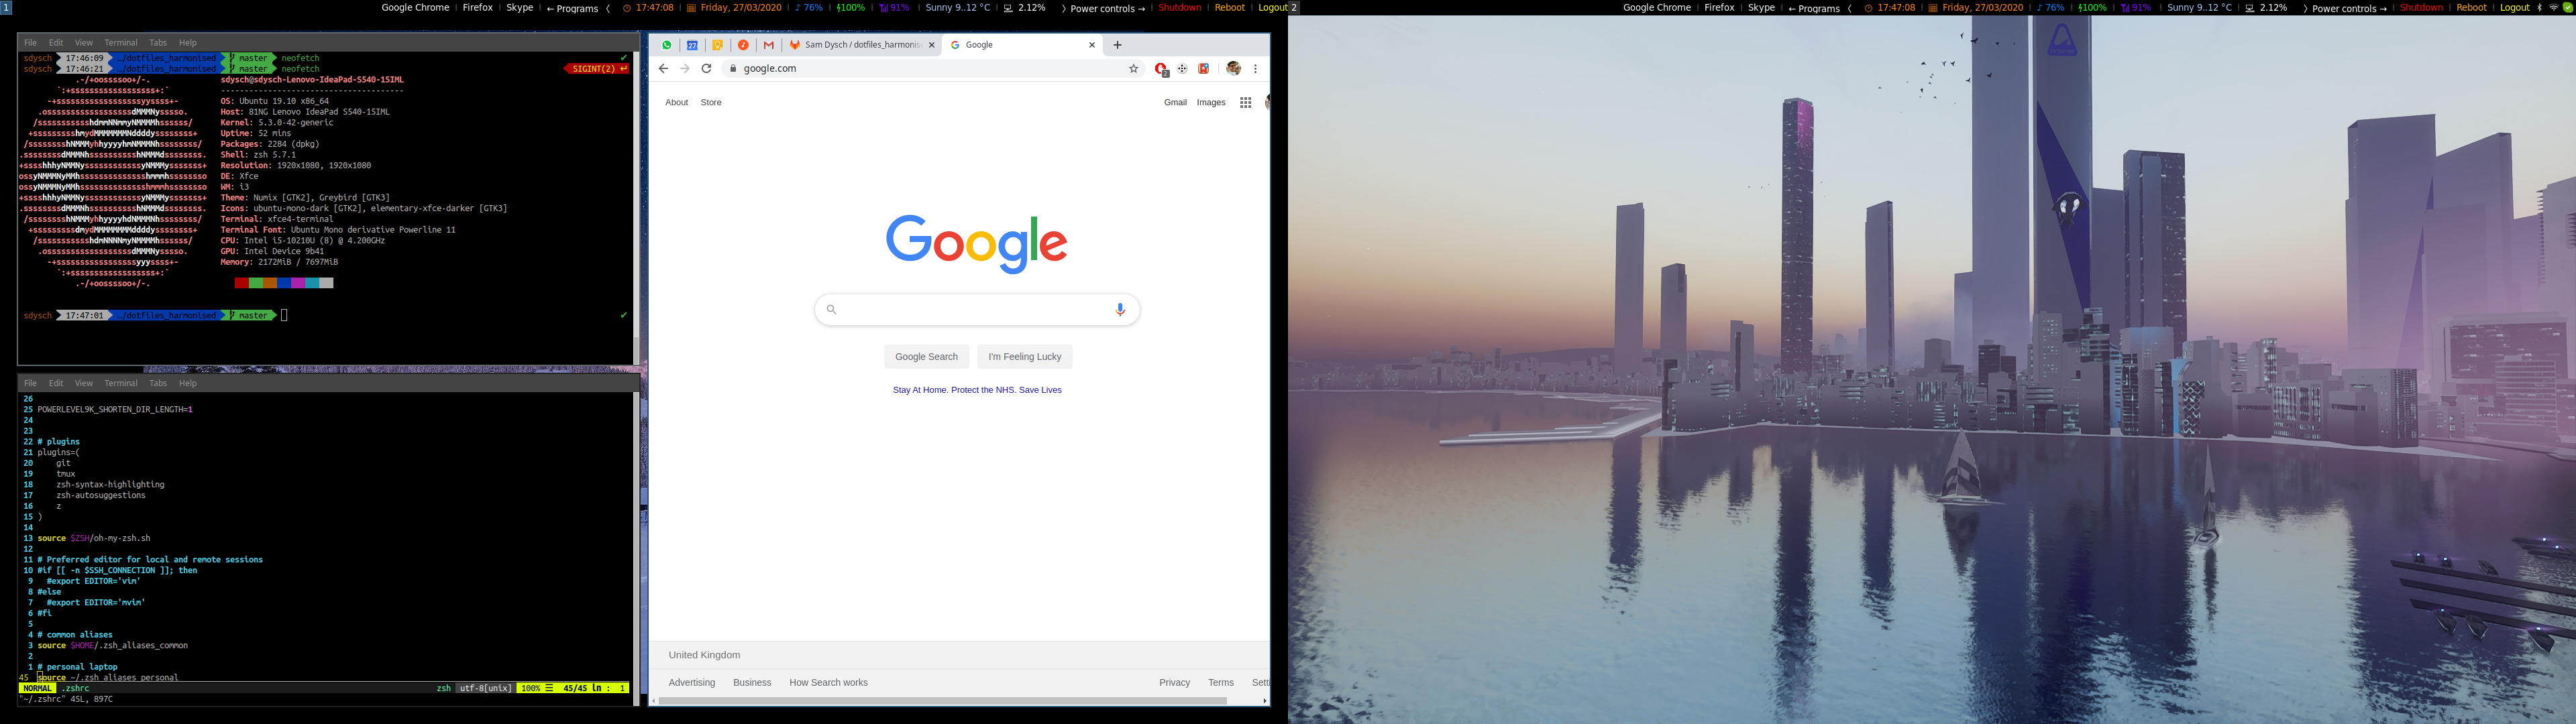 1
Google Chrome | Firefox | Skype | ← Programs 〈 17:47:08 | Friday, 27/03/2020 | ♪ 76% | 100% | 91% | Sunny 9..12 °C | 2.12% 〉 Power controls → | Shutdown | Reboot | Logout
2
Google Chrome | Firefox | Skype | ← Programs 〈 17:47:08 | Friday, 27/03/2020 | ♪ 76% | 100% | 91% | Sunny 9..12 °C | 2.12% 〉 Power controls → | Shutdown | Reboot | Logout
File Edit View Terminal Tabs Help
sdysch 17:46:09 ../dotfiles_harmonised master neofetch ✔
sdysch 17:46:21 ../dotfiles_harmonised master neofetch SIGINT(2) ↵
sdysch@sdysch-Lenovo-IdeaPad-S540-15IML
---------------------------------------
OS: Ubuntu 19.10 x86_64
Host: 81NG Lenovo IdeaPad S540-15IML
Kernel: 5.3.0-42-generic
Uptime: 52 mins
Packages: 2284 (dpkg)
Shell: zsh 5.7.1
Resolution: 1920x1080, 1920x1080
DE: Xfce
WM: i3
Theme: Numix [GTK2], Greybird [GTK3]
Icons: ubuntu-mono-dark [GTK2], elementary-xfce-darker [GTK3]
Terminal: xfce4-terminal
Terminal Font: Ubuntu Mono derivative Powerline 11
CPU: Intel i5-10210U (8) @ 4.200GHz
GPU: Intel Device 9b41
Memory: 2172MiB / 7697MiB
sdysch 17:47:01 ../dotfiles_harmonised master ✔
File Edit View Terminal Tabs Help
26
25 POWERLEVEL9K_SHORTEN_DIR_LENGTH=1
24
23
22 # plugins
21 plugins=(
20 git
19 tmux
18 zsh-syntax-highlighting
17 zsh-autosuggestions
16 z
15 )
14
13 source $ZSH/oh-my-zsh.sh
12
11 # Preferred editor for local and remote sessions
10 #if [[ -n $SSH_CONNECTION ]]; then
9 #export EDITOR='vim'
8 #else
7 #export EDITOR='mvim'
6 #fi
5
4 # common aliases
3 source $HOME/.zsh_aliases_common
2
1 # personal laptop
45 source ~/.zsh_aliases_personal
NORMAL .zshrc zsh utf-8[unix] 100% ☰ 45/45 ln : 1
"~/.zshrc" 45L, 897C
27
Sam Dysch / dotfiles_harmonis
Google
google.com
2
About Store Gmail Images
Google
Google Search I'm Feeling Lucky
Stay At Home. Protect the NHS. Save Lives
United Kingdom
Advertising Business How Search works Privacy Terms Setti